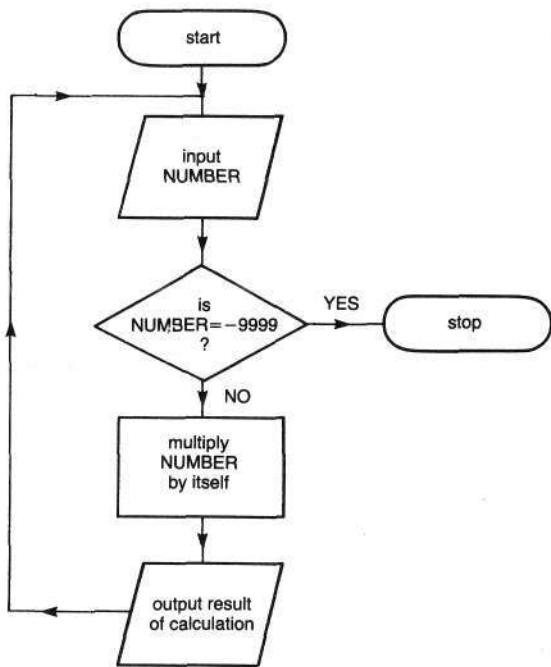 start
input
NUMBER
is
NUMBER=−9999
?
YES
stop
NO
multiply
NUMBER
by itself
output result
of calculation